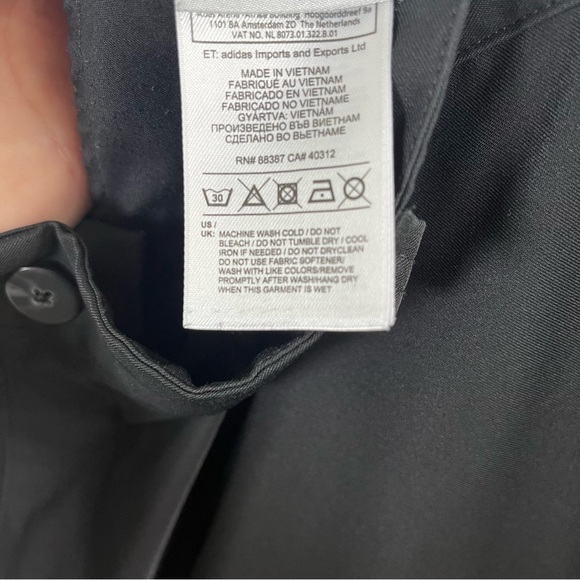 1101 BA Amsterdam ZO The Netherlands
VAT NO. NL 8073.01.322.B.01
ET: adidas Imports and Exports Ltd
MADE IN VIETNAM
FABRIQUÉ AU VIETNAM
FABRICADO EN VIETNAM
FABRICADO NO VIETNAME
GYÁRTVA: VIETNAM
ПРОИЗВЕДЕНО ВЪВ ВИЕТНАМ
СДЕЛАНО ВО ВЬЕТНАМЕ
RN# 88387 CA# 40312
30
US /
UK: MACHINE WASH COLD / DO NOT
BLEACH / DO NOT TUMBLE DRY / COOL
IRON IF NEEDED / DO NOT DRYCLEAN
DO NOT USE FABRIC SOFTENER/
WASH WITH LIKE COLORS/REMOVE
PROMPTLY AFTER WASH/HANG DRY
WHEN THIS GARMENT IS WET